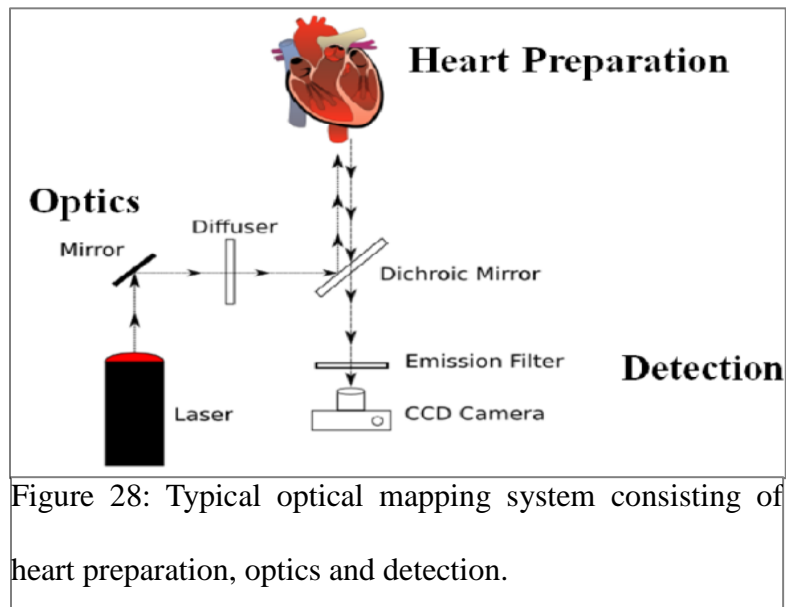 Heart Preparation
Optics
Diffuser
Mirror
Dichroic Mirror
Emission Filter
Detection
Laser
CCD Camera
Figure 28: Typical optical mapping system consisting of
heart preparation, optics and detection.